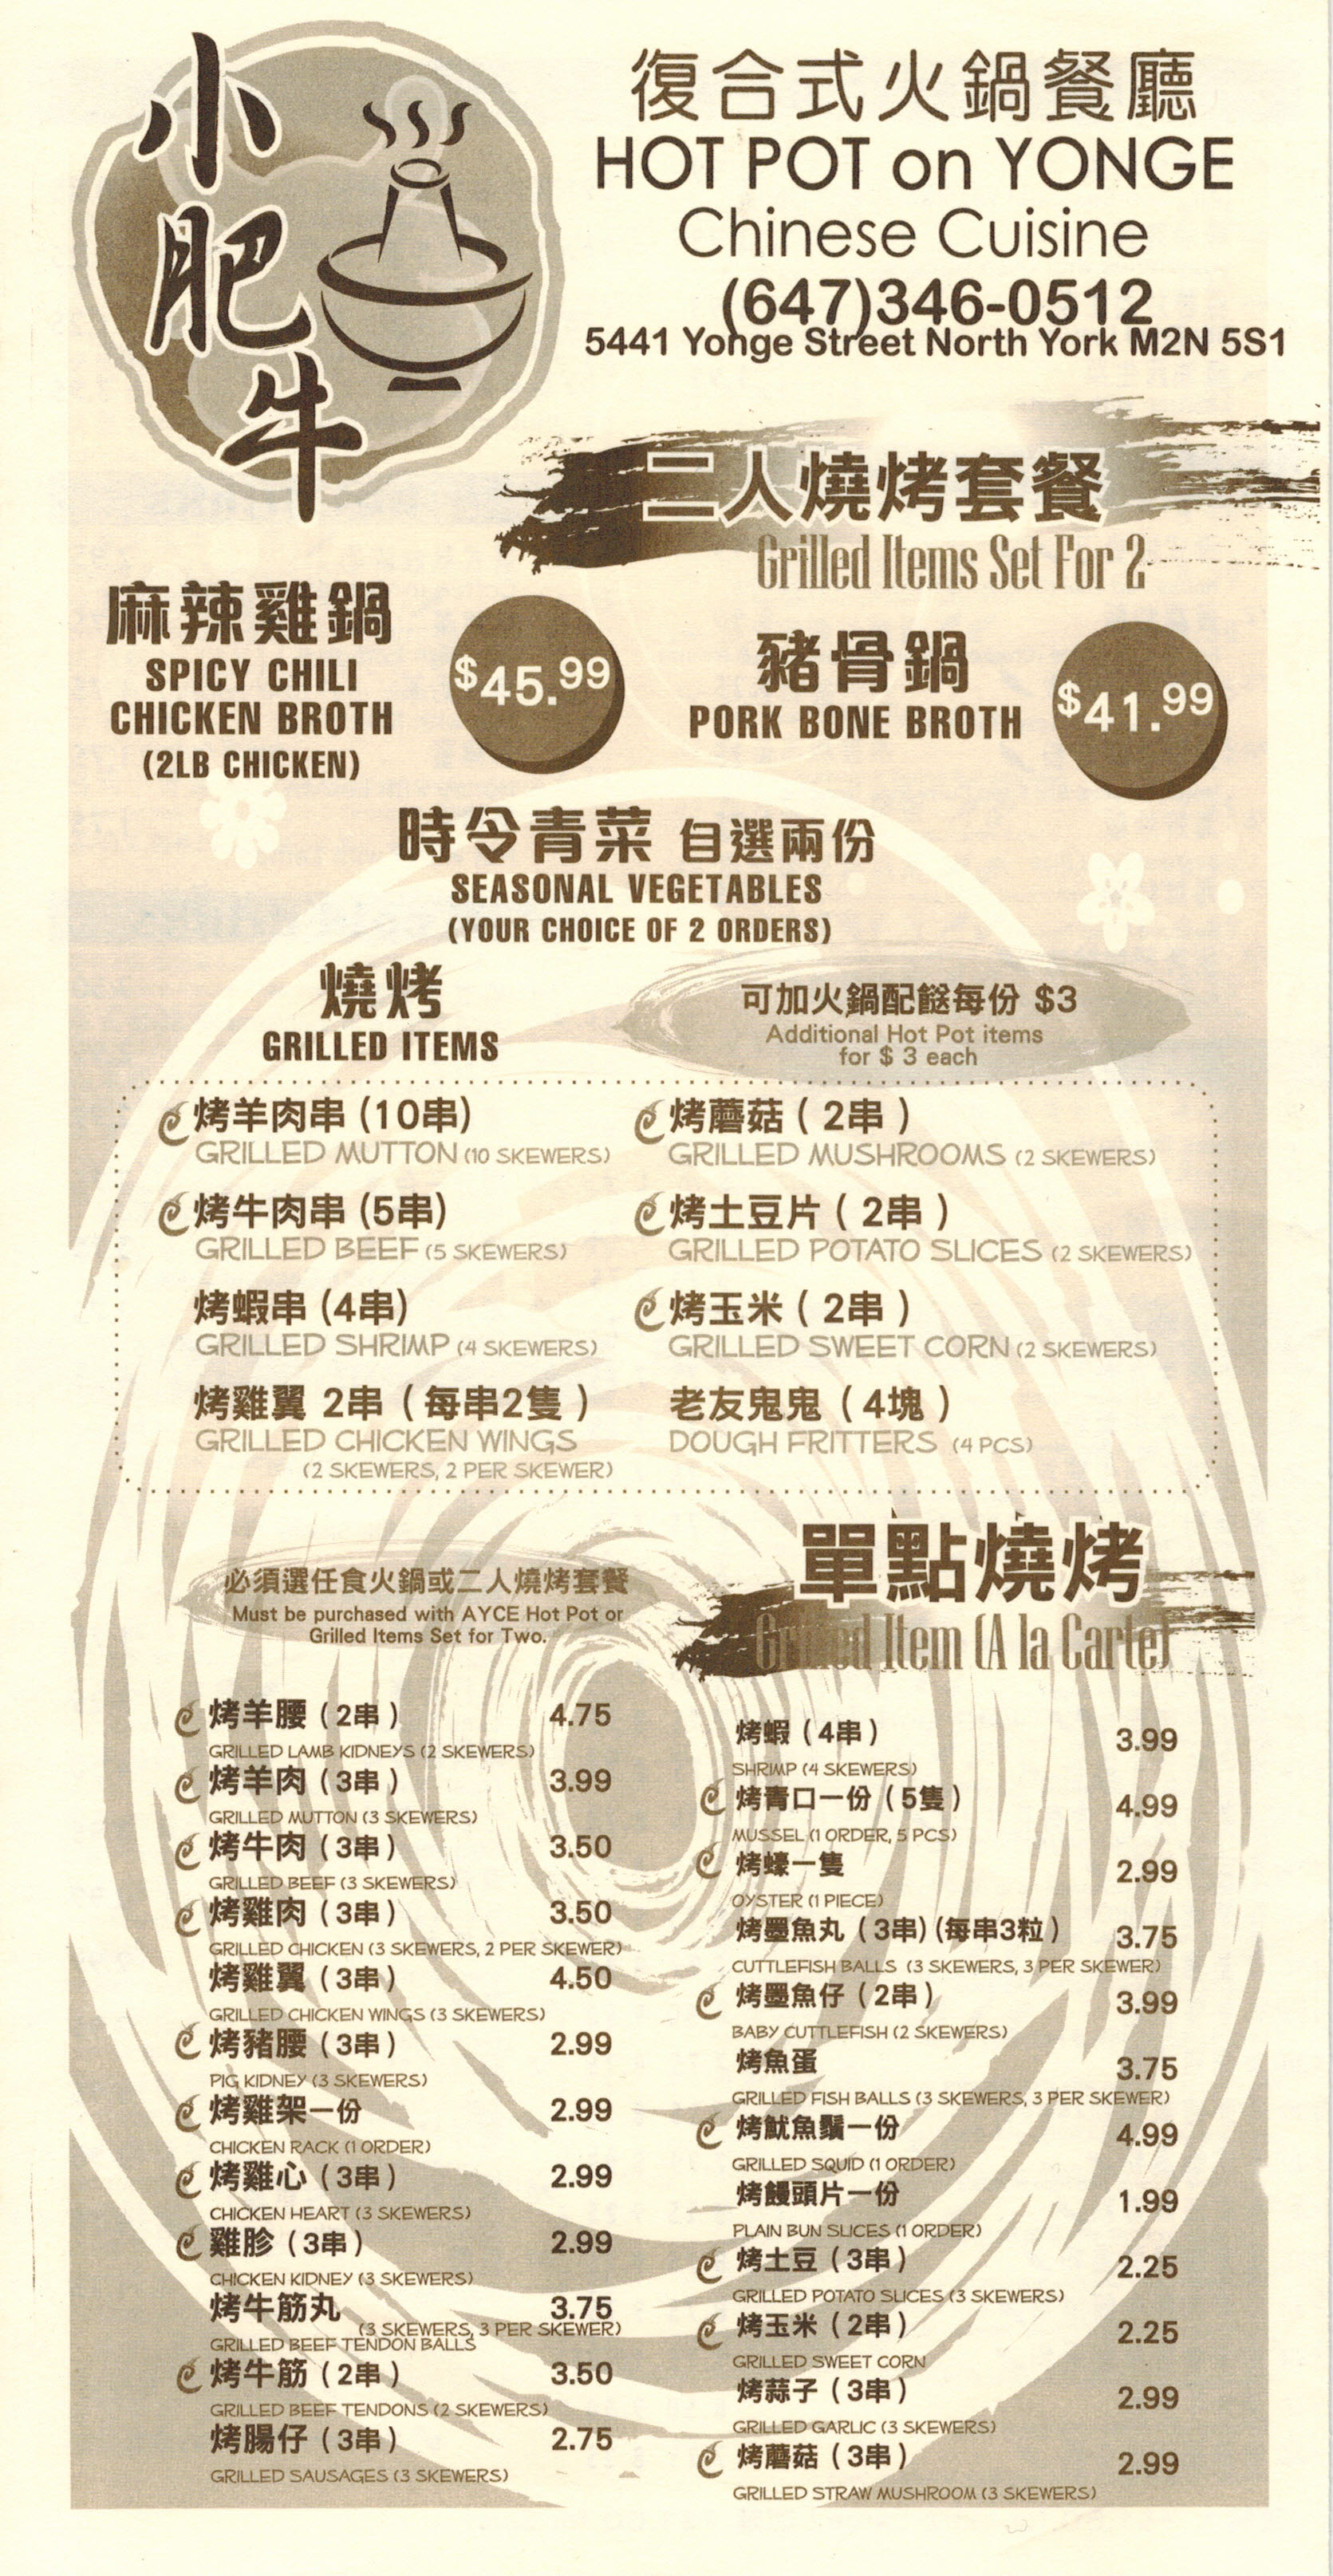 小肥牛
復合式火鍋餐廳
HOT POT on YONGE
Chinese Cuisine
(647)346-0512
5441 Yonge Street North York M2N 5S1
二人燒烤套餐
Grilled Items Set For 2
麻辣雞鍋
SPICY CHILI
CHICKEN BROTH
(2LB CHICKEN)
$45.99
豬骨鍋
PORK BONE BROTH
$41.99
時令青菜 自選兩份
SEASONAL VEGETABLES
(YOUR CHOICE OF 2 ORDERS)
燒烤
GRILLED ITEMS
可加火鍋配餸每份 $3
Additional Hot Pot items
for $ 3 each
烤羊肉串 (10串)
GRILLED MUTTON (10 SKEWERS)
烤牛肉串 (5串)
GRILLED BEEF (5 SKEWERS)
烤蝦串 (4串)
GRILLED SHRIMP (4 SKEWERS)
烤雞翼 2串 ( 每串2隻 )
GRILLED CHICKEN WINGS
(2 SKEWERS, 2 PER SKEWER)
烤蘑菇 ( 2串 )
GRILLED MUSHROOMS (2 SKEWERS)
烤土豆片 ( 2串 )
GRILLED POTATO SLICES (2 SKEWERS)
烤玉米 ( 2串 )
GRILLED SWEET CORN (2 SKEWERS)
老友鬼鬼 ( 4塊 )
DOUGH FRITTERS (4 PCS)
必須選任食火鍋或二人燒烤套餐
Must be purchased with AYCE Hot Pot or
Grilled Items Set for Two.
單點燒烤
Grilled Item (A la Carte)
烤羊腰 ( 2串 ) 4.75
GRILLED LAMB KIDNEYS (2 SKEWERS)
烤羊肉 ( 3串 ) 3.99
GRILLED MUTTON (3 SKEWERS)
烤牛肉 ( 3串 ) 3.50
GRILLED BEEF (3 SKEWERS)
烤雞肉 ( 3串 ) 3.50
GRILLED CHICKEN (3 SKEWERS, 2 PER SKEWER)
烤雞翼 ( 3串 ) 4.50
GRILLED CHICKEN WINGS (3 SKEWERS)
烤豬腰 ( 3串 ) 2.99
PIG KIDNEY (3 SKEWERS)
烤雞架一份 2.99
CHICKEN RACK (1 ORDER)
烤雞心 ( 3串 ) 2.99
CHICKEN HEART (3 SKEWERS)
雞胗 ( 3串 ) 2.99
CHICKEN KIDNEY (3 SKEWERS)
烤牛筋丸 3.75
(3 SKEWERS, 3 PER SKEWER)
GRILLED BEEF TENDON BALLS
烤牛筋 ( 2串 ) 3.50
GRILLED BEEF TENDONS (2 SKEWERS)
烤腸仔 ( 3串 ) 2.75
GRILLED SAUSAGES (3 SKEWERS)
烤蝦 ( 4串 ) 3.99
SHRIMP (4 SKEWERS)
烤青口一份 ( 5隻 ) 4.99
MUSSEL (1 ORDER, 5 PCS)
烤蠔一隻 2.99
OYSTER (1 PIECE)
烤墨魚丸 ( 3串) (每串3粒 ) 3.75
CUTTLEFISH BALLS (3 SKEWERS, 3 PER SKEWER)
烤墨魚仔 ( 2串 ) 3.99
BABY CUTTLEFISH (2 SKEWERS)
烤魚蛋 3.75
GRILLED FISH BALLS (3 SKEWERS, 3 PER SKEWER)
烤魷魚鬚一份 4.99
GRILLED SQUID (1 ORDER)
烤饅頭片一份 1.99
PLAIN BUN SLICES (1 ORDER)
烤土豆 ( 3串 ) 2.25
GRILLED POTATO SLICES (3 SKEWERS)
烤玉米 ( 2串 ) 2.25
GRILLED SWEET CORN
烤蒜子 ( 3串 ) 2.99
GRILLED GARLIC (3 SKEWERS)
烤蘑菇 ( 3串 ) 2.99
GRILLED STRAW MUSHROOM (3 SKEWERS)